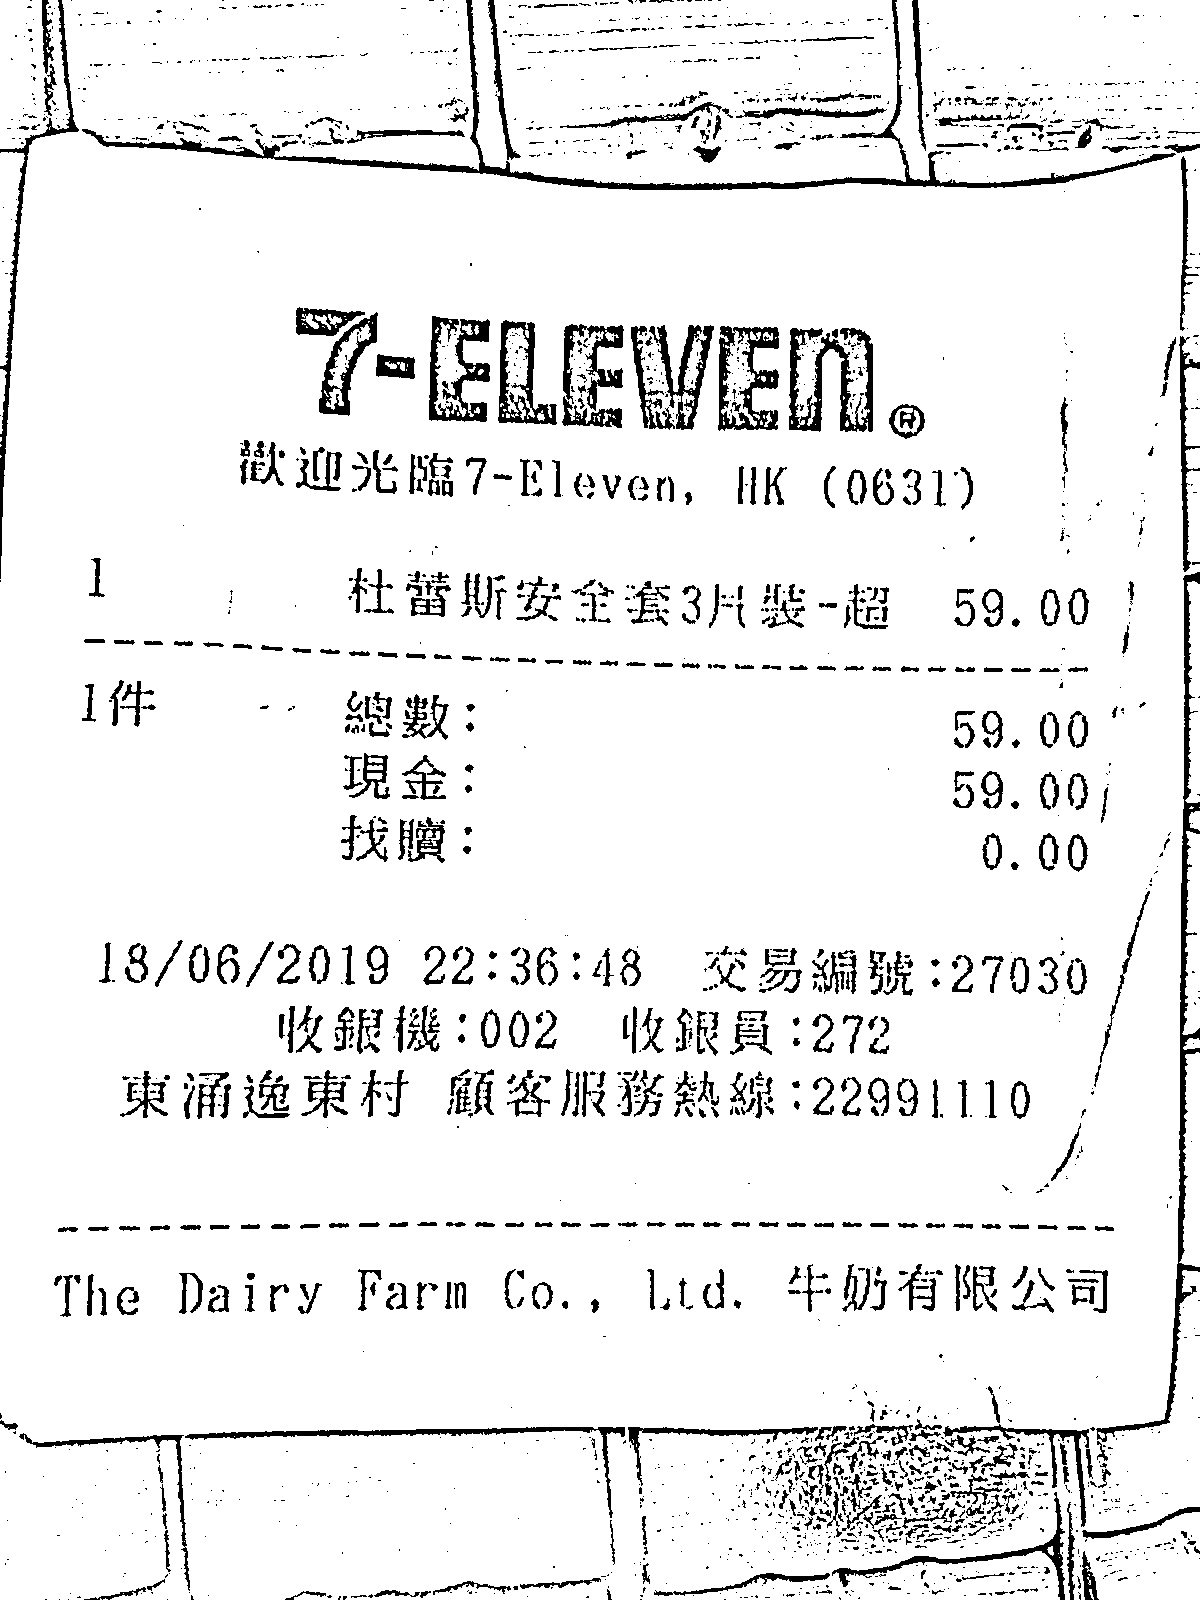 7-ELEVEn®
歡迎光臨7-Eleven, HK (0631)
1 杜蕾斯安全套3片裝-超 59.00
1件 總數: 59.00
現金: 59.00
找贖: 0.00
18/06/2019 22:36:48 交易編號:27030
收銀機:002 收銀員:272
東涌逸東村 顧客服務熱線:22991110
The Dairy Farm Co., Ltd. 牛奶有限公司